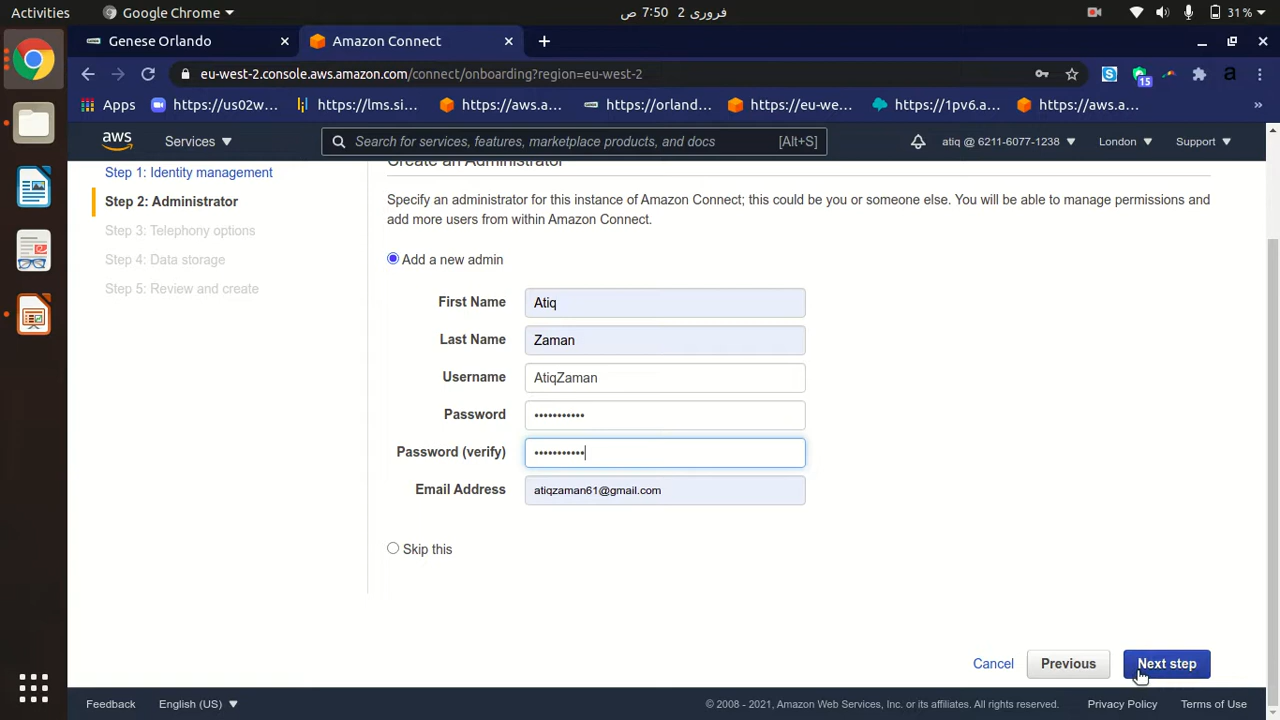 Activities
Google Chrome
7:50 ص
فروری 2
31 %
Genese Orlando
Amazon Connect
eu-west-2.console.aws.amazon.com/connect/onboarding?region=eu-west-2
15
a
Apps
https://us02w...
https://lms.si...
https://aws.a...
https://orland...
https://eu-we...
https://1pv6.a...
https://aws.a...
»
aws
Services
Search for services, features, marketplace products, and docs
[Alt+S]
atiq @ 6211-6077-1238
London
Support
Step 1: Identity management
Step 2: Administrator
Step 3: Telephony options
Step 4: Data storage
Step 5: Review and create
Create an Administrator
Specify an administrator for this instance of Amazon Connect; this could be you or someone else. You will be able to manage permissions and
add more users from within Amazon Connect.
Add a new admin
First Name
Atiq
Last Name
Zaman
Username
AtiqZaman
Password
•••••••••••
Password (verify)
•••••••••••
Email Address
atiqzaman61@gmail.com
Skip this
Cancel
Previous
Next step
Feedback
English (US)
© 2008 - 2021, Amazon Web Services, Inc. or its affiliates. All rights reserved.
Privacy Policy
Terms of Use